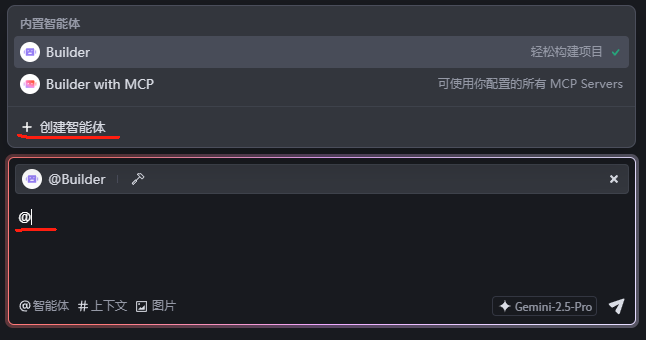 内置智能体
Builder 轻松构建项目
Builder with MCP 可使用你配置的所有 MCP Servers
+ 创建智能体
@Builder
@
@智能体 #上下文 图片 Gemini-2.5-Pro